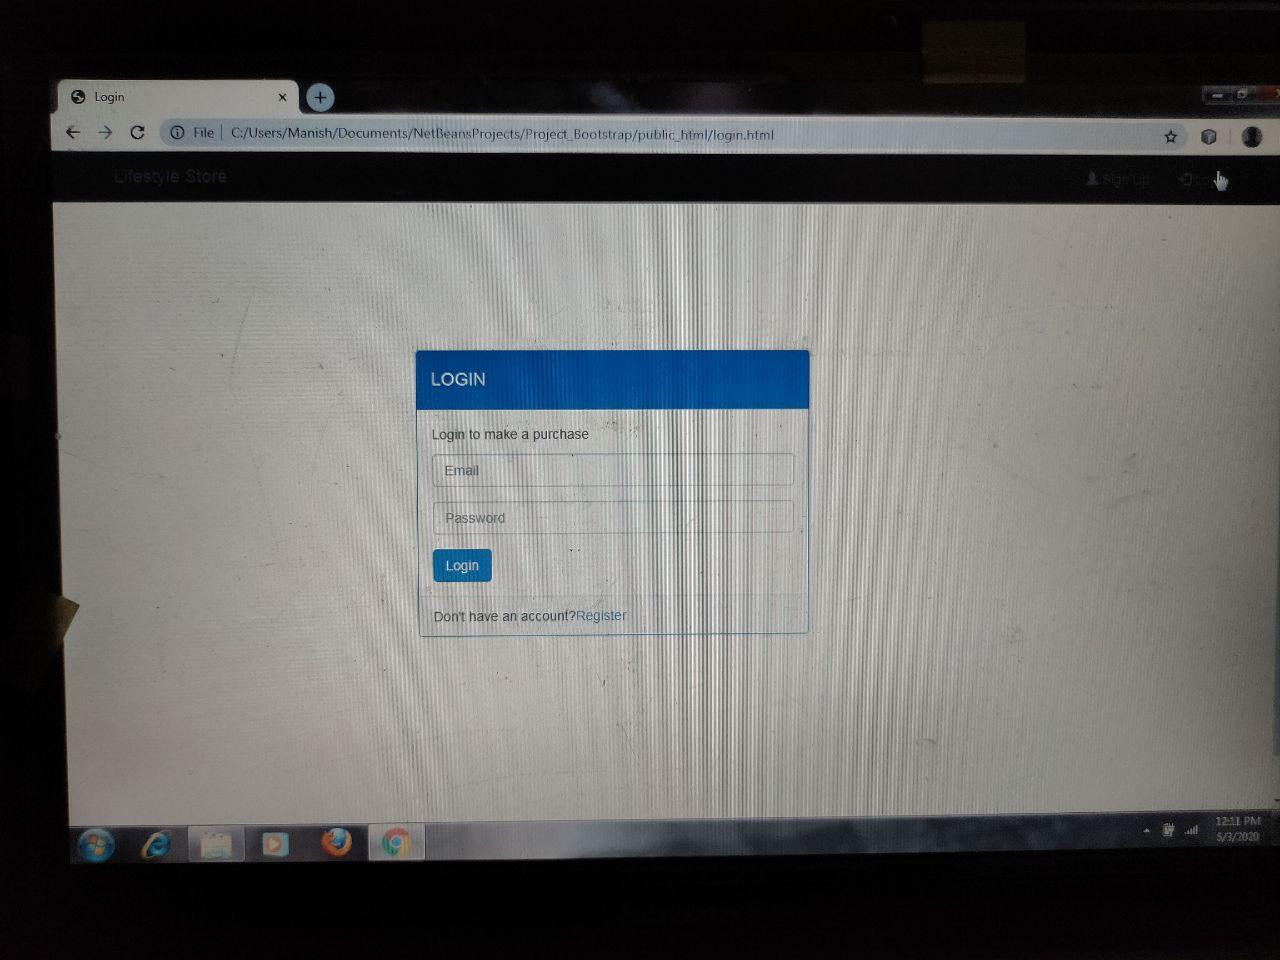 Login
File C:/Users/Manish/Documents/NetBeansProjects/Project_Bootstrap/public_html/login.html
Lifestyle Store
Sign Up
LOGIN
Login to make a purchase
Email
Password
Login
Don't have an account?Register
12:11 PM
5/3/2020